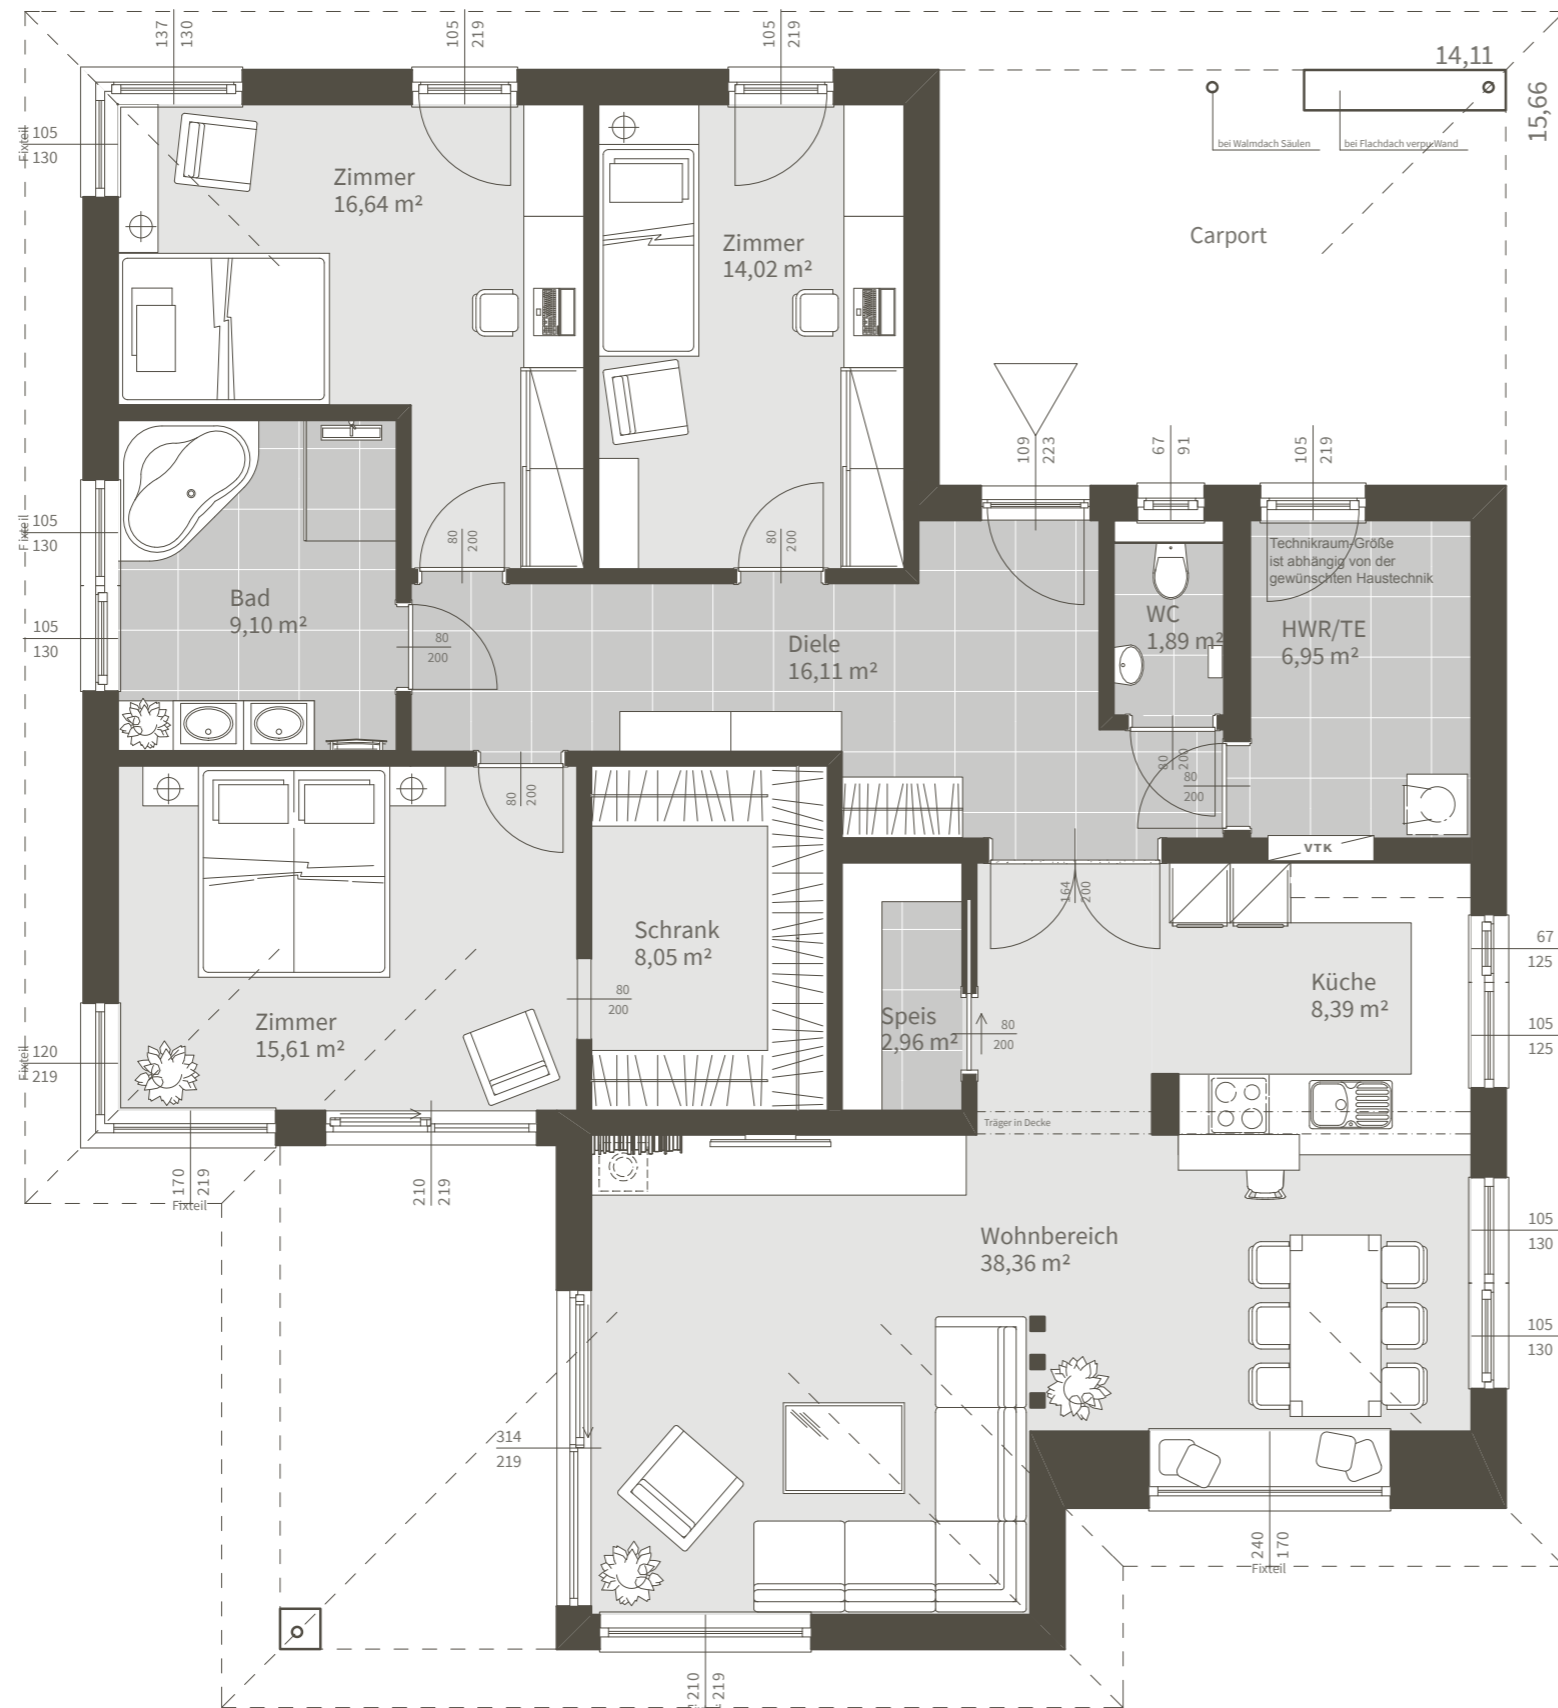 137
130
105
219
105
219
14,11
15,66
Fixteil
105
130
bei Walmdach Säulen
bei Flachdach verpu.Wand
Zimmer
16,64 m²
Zimmer
14,02 m²
Carport
109
223
67
91
105
219
Fixteil
105
130
80
200
80
200
Technikraum-Größe
ist abhängig von der
gewünschten Haustechnik
Bad
9,10 m²
WC
1,89 m²
HWR/TE
6,95 m²
105
130
80
200
Diele
16,11 m²
80
200
80
200
80
200
VTK
164
200
Schrank
8,05 m²
67
125
Küche
8,39 m²
80
200
Zimmer
15,61 m²
Speis
2,96 m²
80
200
105
125
Fixteil
120
219
Träger in Decke
170
219
Fixteil
210
219
Wohnbereich
38,36 m²
105
130
105
130
314
219
240
170
Fixteil
210
219